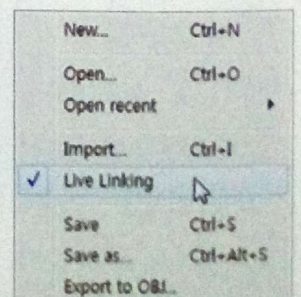 New... Ctrl+N
Open... Ctrl+O
Open recent
Import... Ctrl+I
Live Linking
Save Ctrl+S
Save as... Ctrl+Alt+S
Export to OBJ...